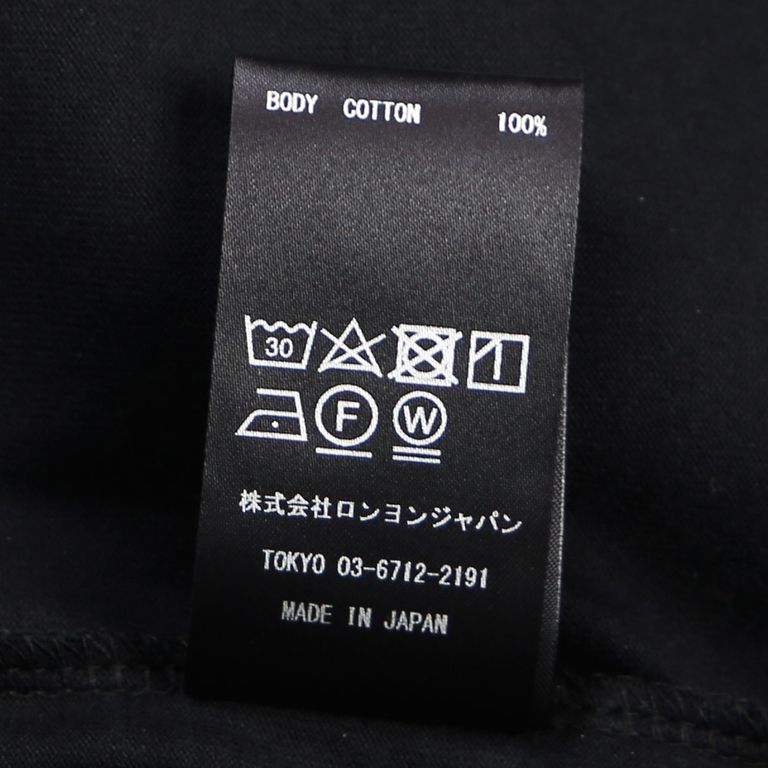 BODY COTTON 100%
30
F W
株式会社ロンヨンジャパン
TOKYO 03-6712-2191
MADE IN JAPAN